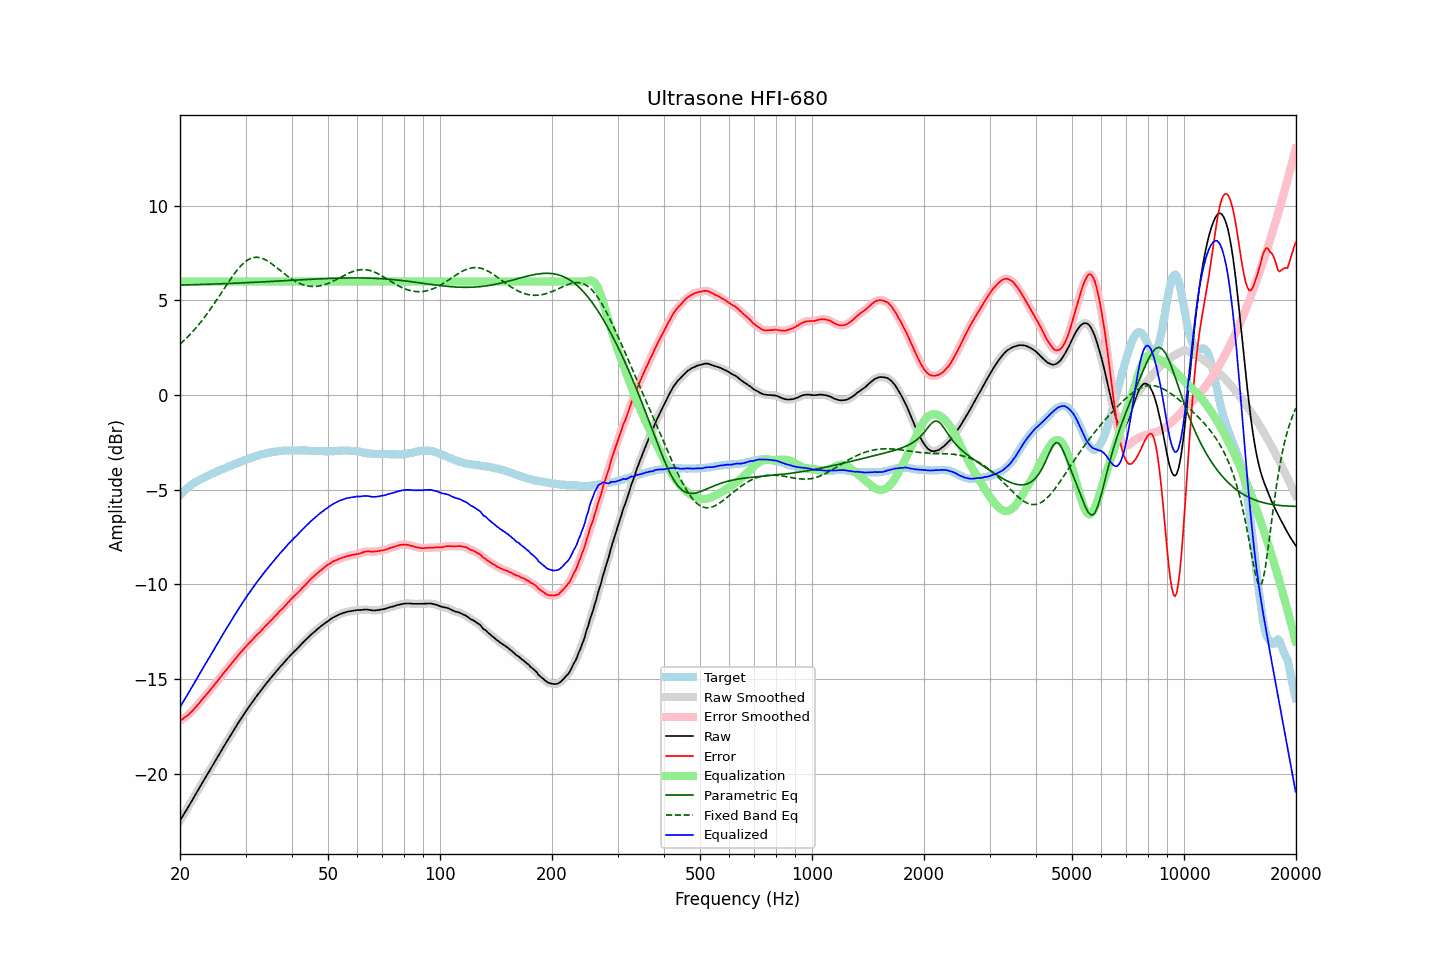 Ultrasone HFI-680
Amplitude (dBr)
10
5
0
−5
−10
−15
−20
Target
Raw Smoothed
Error Smoothed
Raw
Error
Equalization
Parametric Eq
Fixed Band Eq
Equalized
20 50 100 200 500 1000 2000 5000 10000 20000
Frequency (Hz)